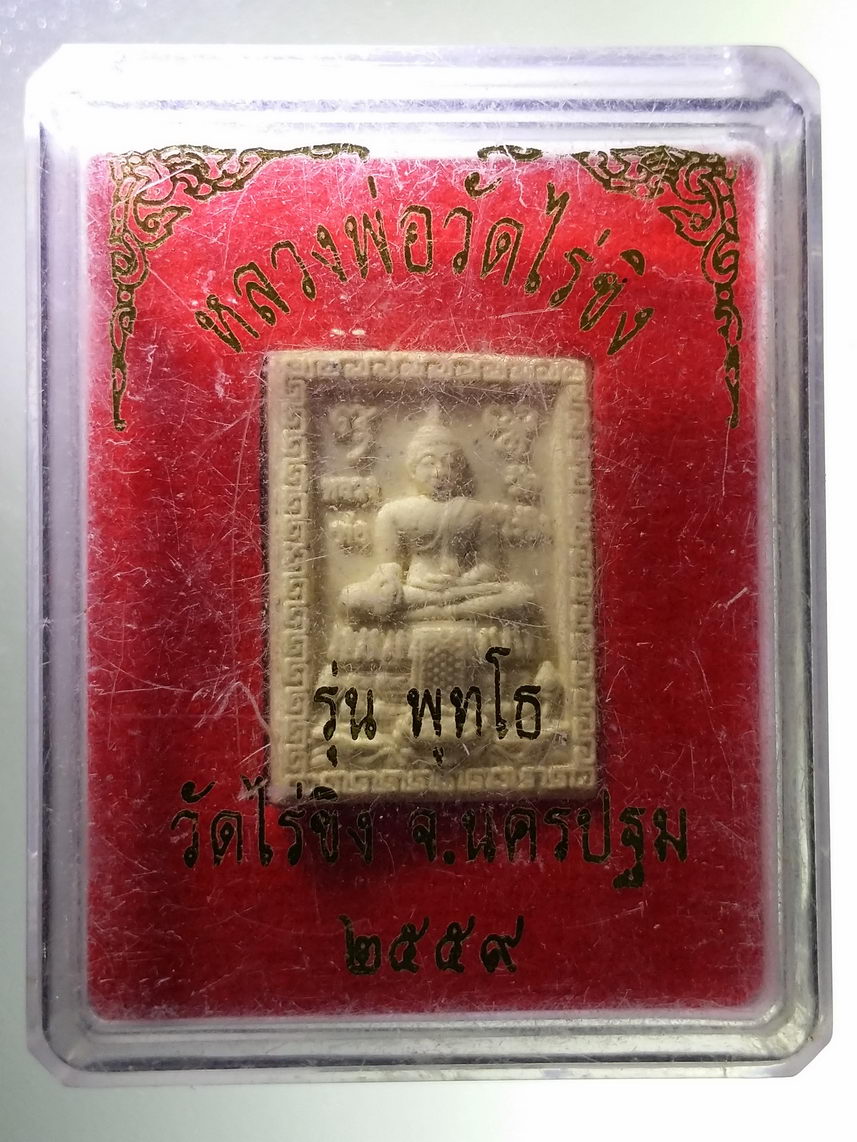 หลวงพ่อวัดไร่ขิง
รุ่น พุทโธ
วัดไร่ขิง จ.นครปฐม
๒๕๕๙